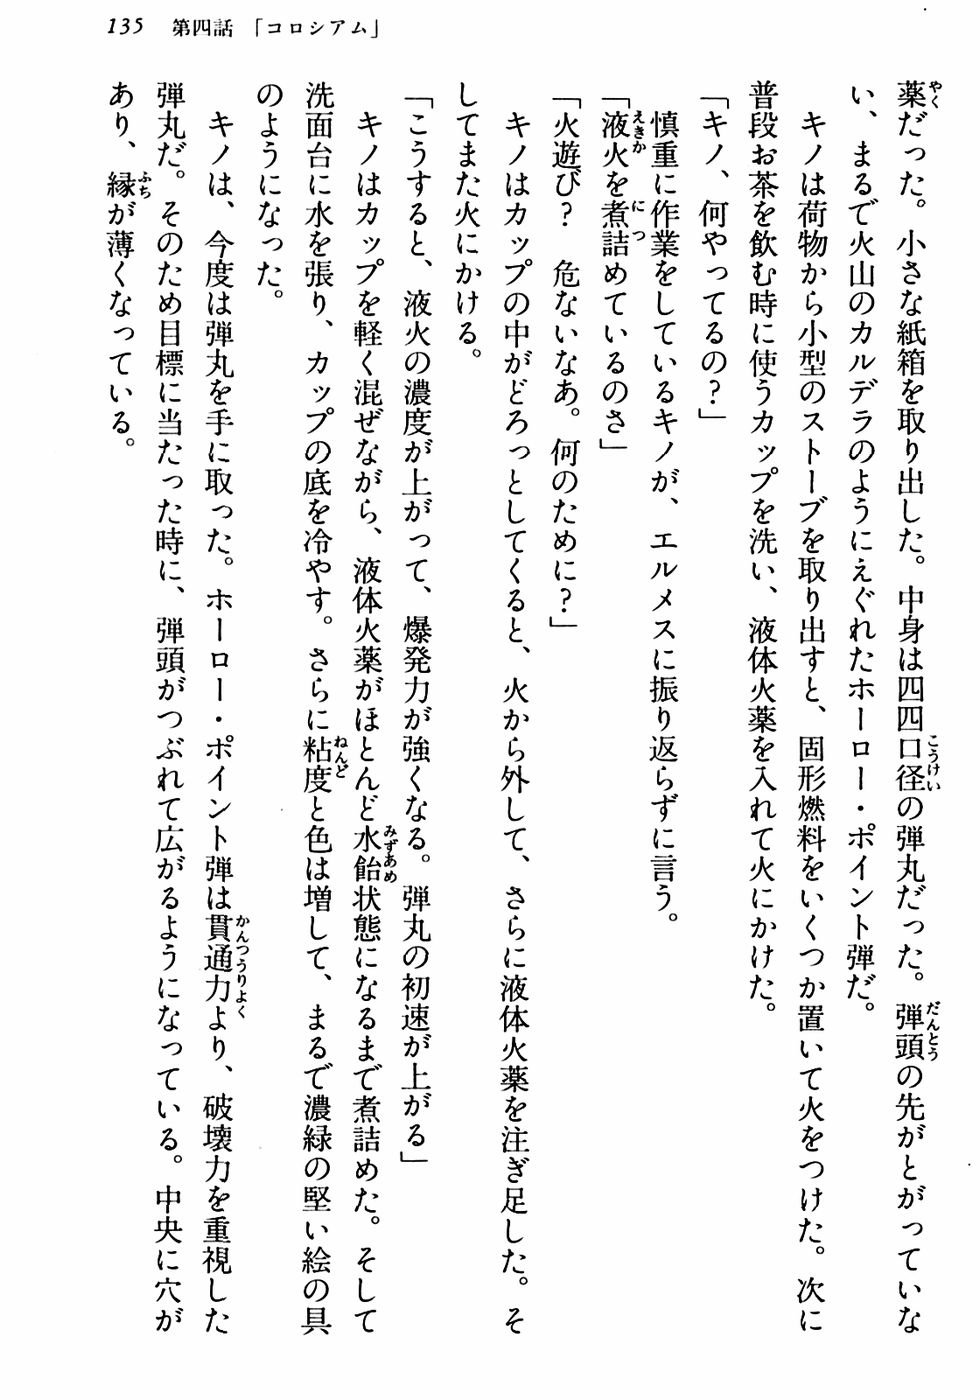 135 第四話 「コロシアム」
薬だった。小さな紙箱を取り出した。中身は四四口径の弾丸だった。弾頭の先がとがっていな
い、まるで火山のカルデラのようにえぐれたホーロー・ポイント弾だ。
　キノは荷物から小型のストーブを取り出すと、固形燃料をいくつか置いて火をつけた。次に
普段お茶を飲む時に使うカップを洗い、液体火薬を入れて火にかけた。
「キノ、何やってるの？」
　慎重に作業をしているキノが、エルメスに振り返らずに言う。
「液火を煮詰めているのさ」
「火遊び？　危ないなあ。何のために？」
　キノはカップの中がどろっとしてくると、火から外して、さらに液体火薬を注ぎ足した。そ
してまた火にかける。
「こうすると、液火の濃度が上がって、爆発力が強くなる。弾丸の初速が上がる」
　キノはカップを軽く混ぜながら、液体火薬がほとんど水飴状態になるまで煮詰めた。そして
洗面台に水を張り、カップの底を冷やす。さらに粘度と色は増して、まるで濃緑の堅い絵の具
のようになった。
　キノは、今度は弾丸を手に取った。ホーロー・ポイント弾は貫通力より、破壊力を重視した
弾丸だ。そのため目標に当たった時に、弾頭がつぶれて広がるようになっている。中央に穴が
あり、縁が薄くなっている。